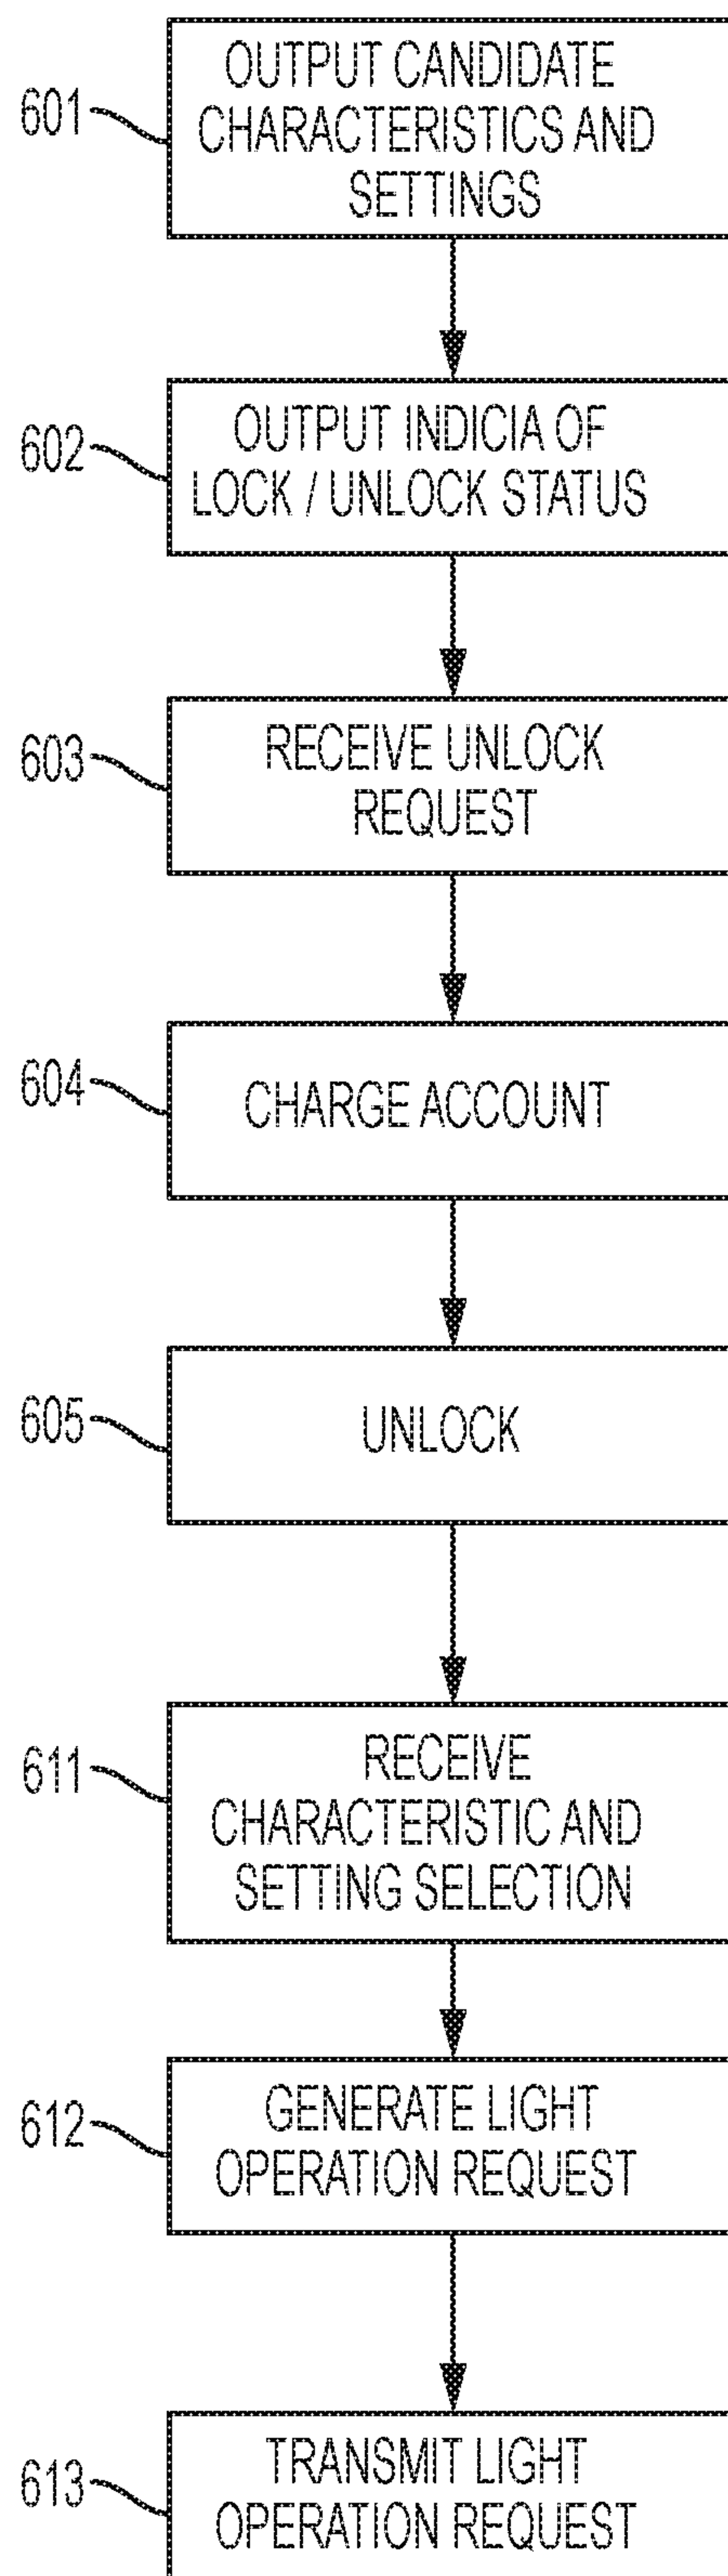 601
OUTPUT CANDIDATE
CHARACTERISTICS AND
SETTINGS
602
OUTPUT INDICIA OF
LOCK / UNLOCK STATUS
603
RECEIVE UNLOCK
REQUEST
604
CHARGE ACCOUNT
605
UNLOCK
611
RECEIVE
CHARACTERISTIC AND
SETTING SELECTION
612
GENERATE LIGHT
OPERATION REQUEST
613
TRANSMIT LIGHT
OPERATION REQUEST